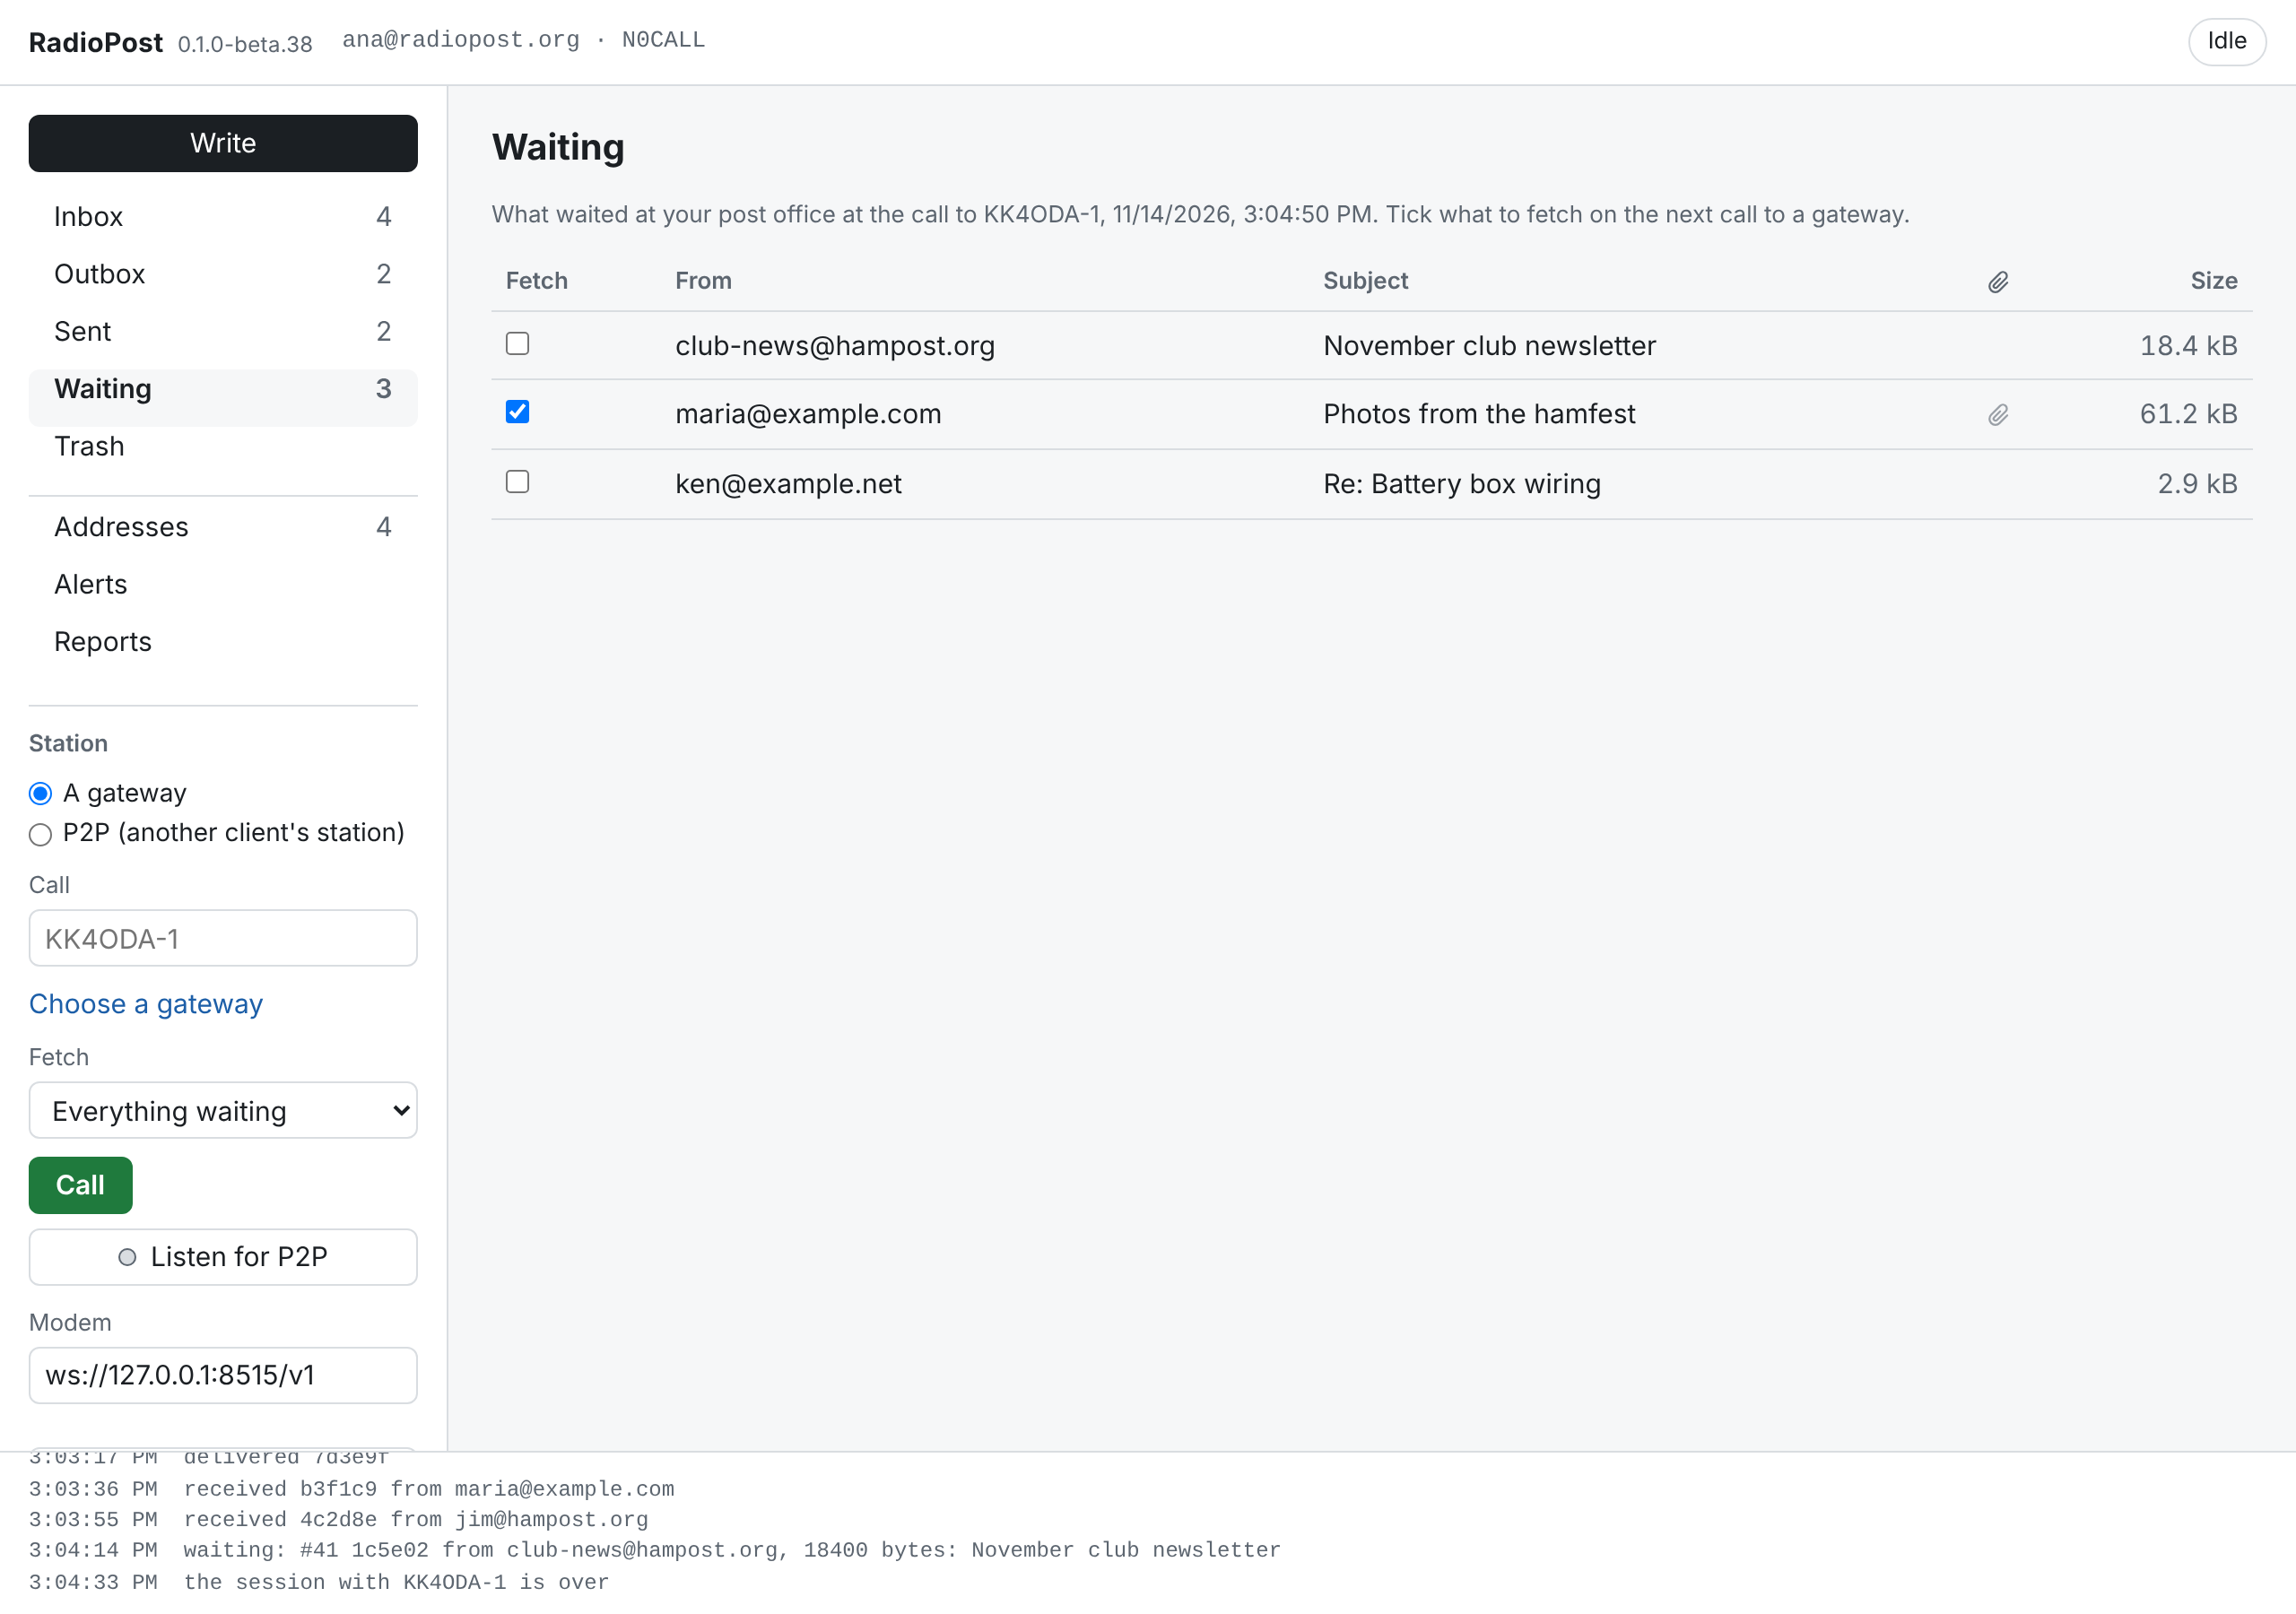 RadioPost 0.1.0-beta.38 ana@radiopost.org · N0CALL
Idle
Write
Inbox 4
Outbox 2
Sent 2
Waiting 3
Trash
Addresses 4
Alerts
Reports
Station
A gateway
P2P (another client's station)
Call
KK4ODA-1
Choose a gateway
Fetch
Everything waiting
Call
Listen for P2P
Modem
ws://127.0.0.1:8515/v1
Waiting
What waited at your post office at the call to KK4ODA-1, 11/14/2026, 3:04:50 PM. Tick what to fetch on the next call to a gateway.
Fetch From Subject Size
club-news@hampost.org November club newsletter 18.4 kB
maria@example.com Photos from the hamfest 61.2 kB
ken@example.net Re: Battery box wiring 2.9 kB
3:03:17 PM delivered 7d3e9f
3:03:36 PM received b3f1c9 from maria@example.com
3:03:55 PM received 4c2d8e from jim@hampost.org
3:04:14 PM waiting: #41 1c5e02 from club-news@hampost.org, 18400 bytes: November club newsletter
3:04:33 PM the session with KK4ODA-1 is over